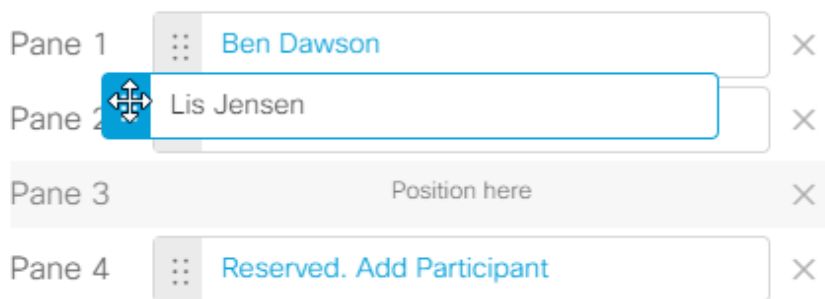 Pane 1 Ben Dawson
Lis Jensen
Pane 2
Pane 3 Position here
Pane 4 Reserved. Add Participant